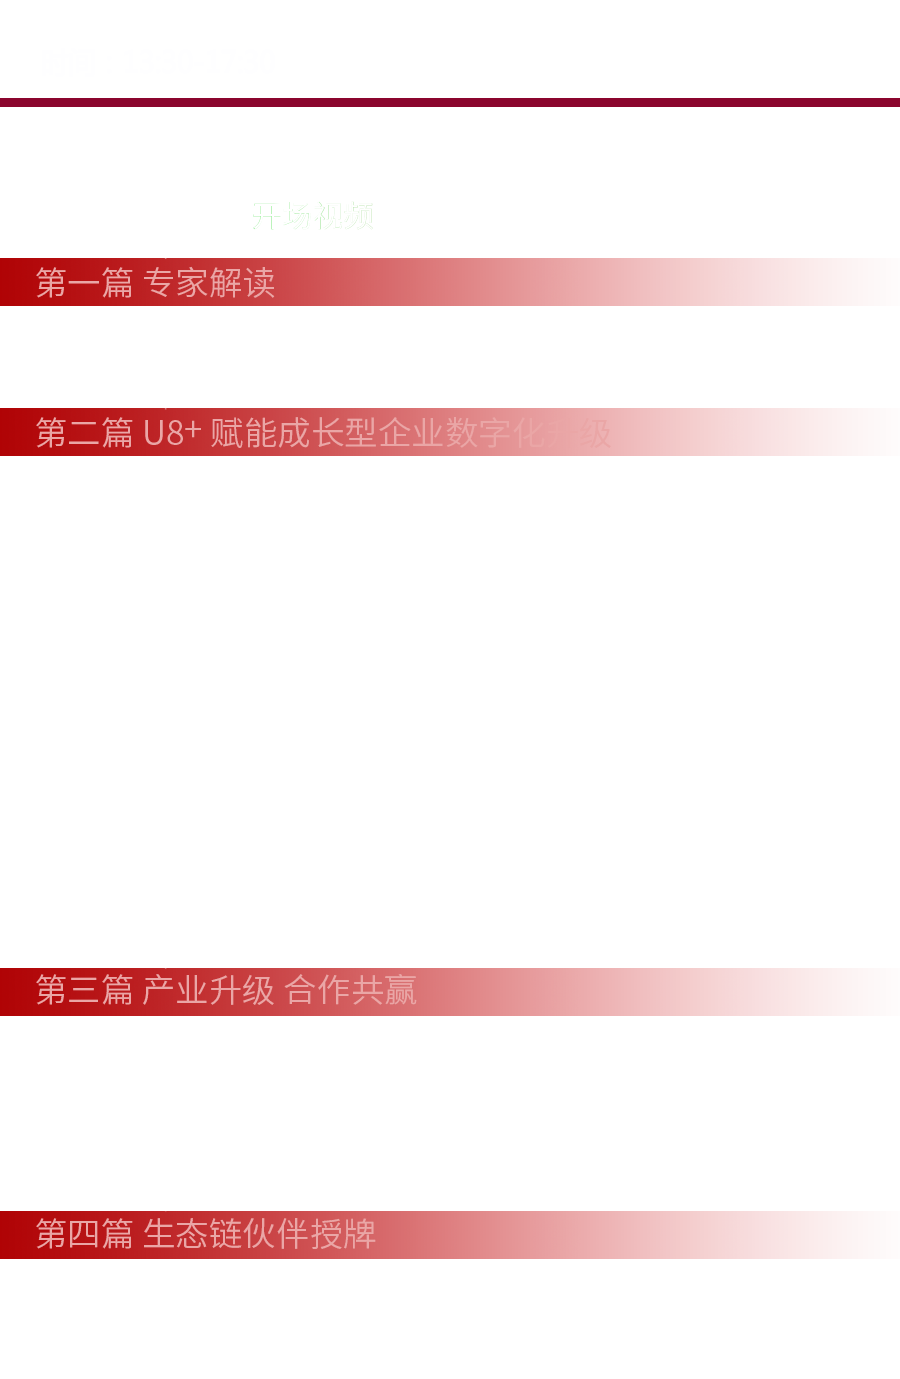 开场视频
第一篇 专家解读
第二篇 U8+ 赋能成长型企业数字化升级
第三篇 产业升级 合作共赢
第四篇 生态链伙伴授牌